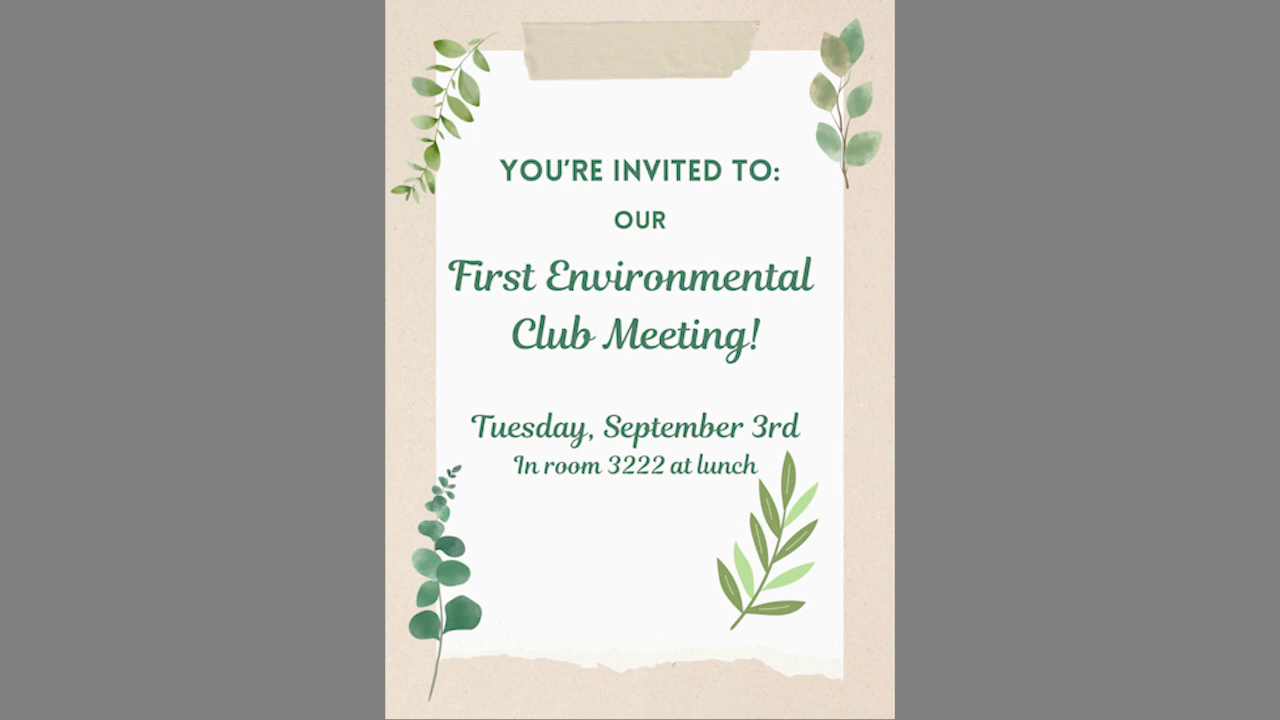 YOU'RE INVITED TO:
OUR
First Environmental
Club Meeting!
Tuesday, September 3rd
In room 3222 at lunch